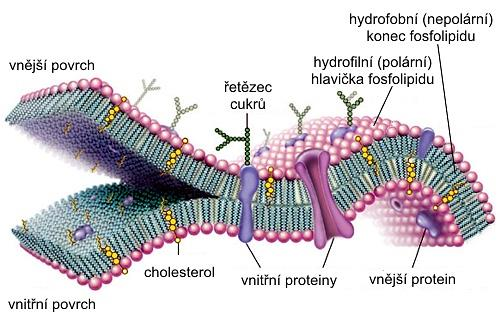 hydrofobní (nepolární)
konec fosfolipidu
hydrofilní (polární)
hlavička fosfolipidu
vnější povrch
řetězec
cukrů
cholesterol
vnitřní proteiny
vnější protein
vnitřní povrch